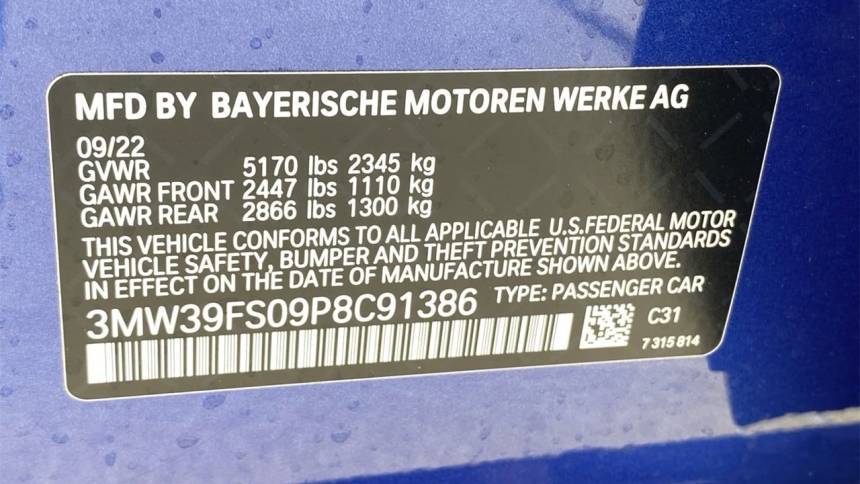 MFD BY BAYERISCHE MOTOREN WERKE AG
09/22
GVWR 5170 lbs 2345 kg
GAWR FRONT 2447 lbs 1110 kg
GAWR REAR 2866 lbs 1300 kg
THIS VEHICLE CONFORMS TO ALL APPLICABLE U.S.FEDERAL MOTOR
VEHICLE SAFETY, BUMPER AND THEFT PREVENTION STANDARDS
IN EFFECT ON THE DATE OF MANUFACTURE SHOWN ABOVE.
3MW39FS09P8C91386 TYPE: PASSENGER CAR
C31
7 315 814